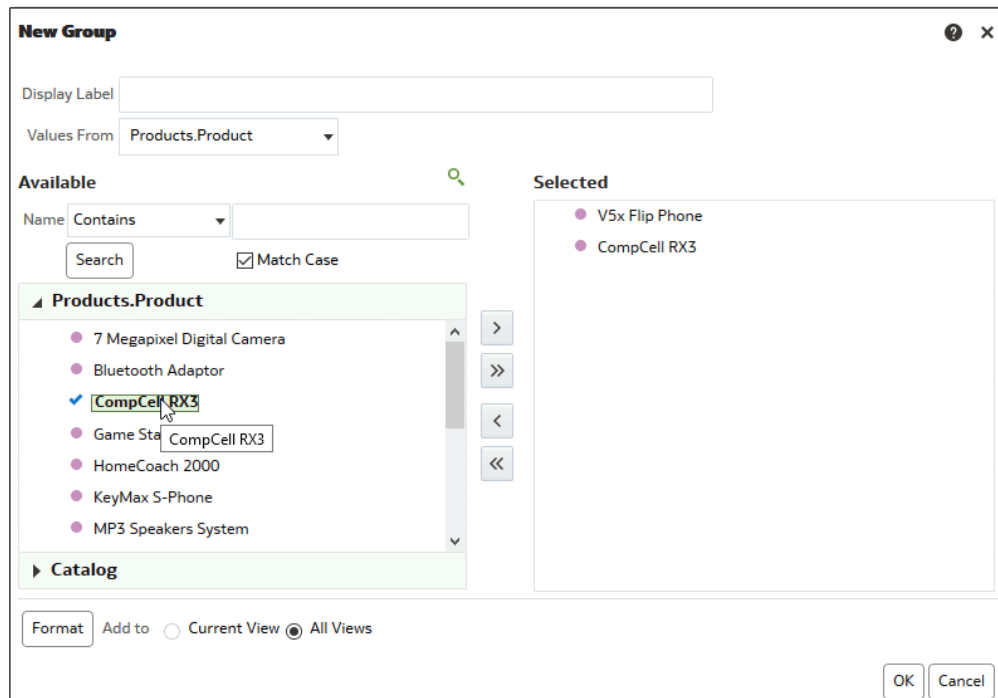 New Group
Display Label
Values From Products.Product
Available
Name Contains
Search Match Case
Products.Product
7 Megapixel Digital Camera
Bluetooth Adaptor
CompCell RX3
Game Sta
CompCell RX3
HomeCoach 2000
KeyMax S-Phone
MP3 Speakers System
Catalog
Selected
V5x Flip Phone
CompCell RX3
Format Add to Current View All Views
OK Cancel